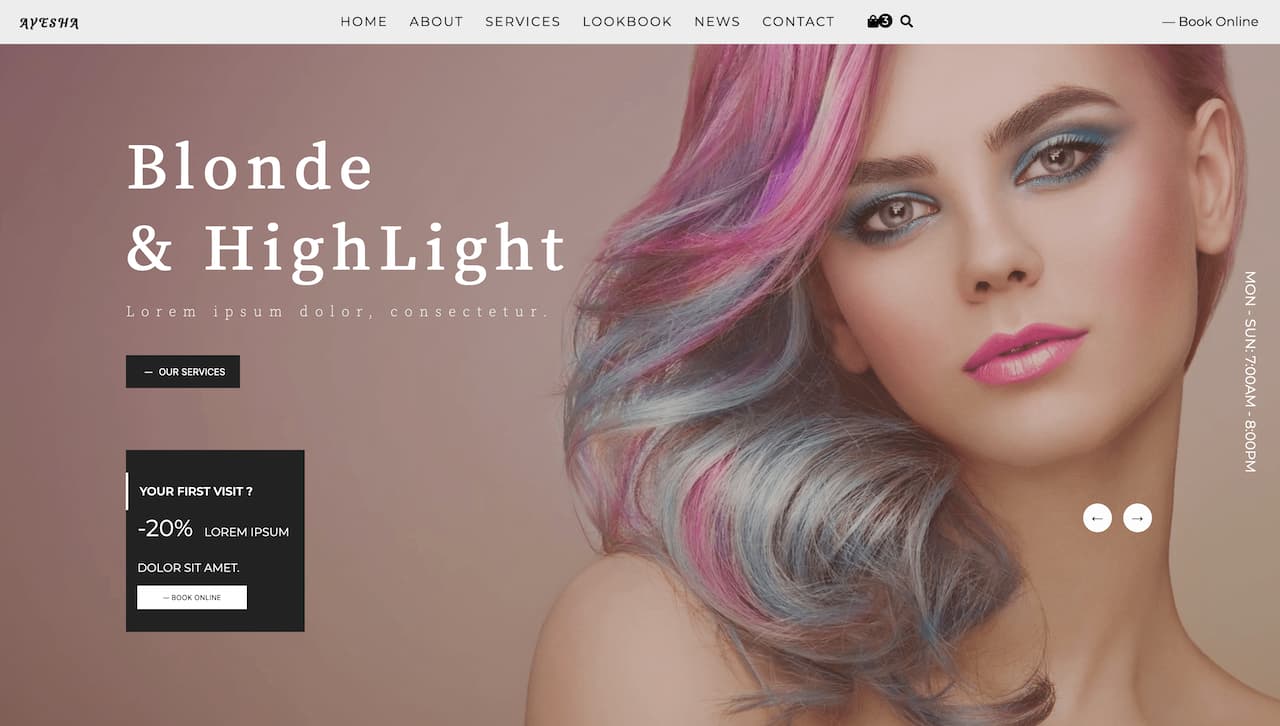 AYESHA
HOME ABOUT SERVICES LOOKBOOK NEWS CONTACT 3 — Book Online
Blonde
& HighLight
Lorem ipsum dolor, consectetur.
— OUR SERVICES
YOUR FIRST VISIT ?
-20% LOREM IPSUM
DOLOR SIT AMET.
— BOOK ONLINE
MON - SUN: 7:00AM - 8:00PM
← →